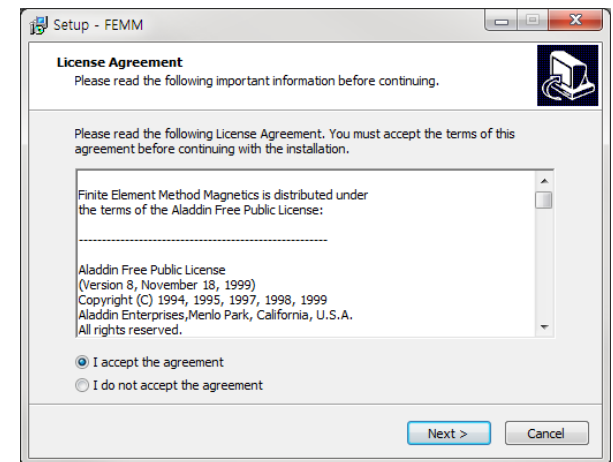 Setup - FEMM
License Agreement
Please read the following important information before continuing.
Please read the following License Agreement. You must accept the terms of this
agreement before continuing with the installation.
Finite Element Method Magnetics is distributed under
the terms of the Aladdin Free Public License:
------------------------------------------------------
Aladdin Free Public License
(Version 8, November 18, 1999)
Copyright (C) 1994, 1995, 1997, 1998, 1999
Aladdin Enterprises,Menlo Park, California, U.S.A.
All rights reserved.
I accept the agreement
I do not accept the agreement
Next >
Cancel